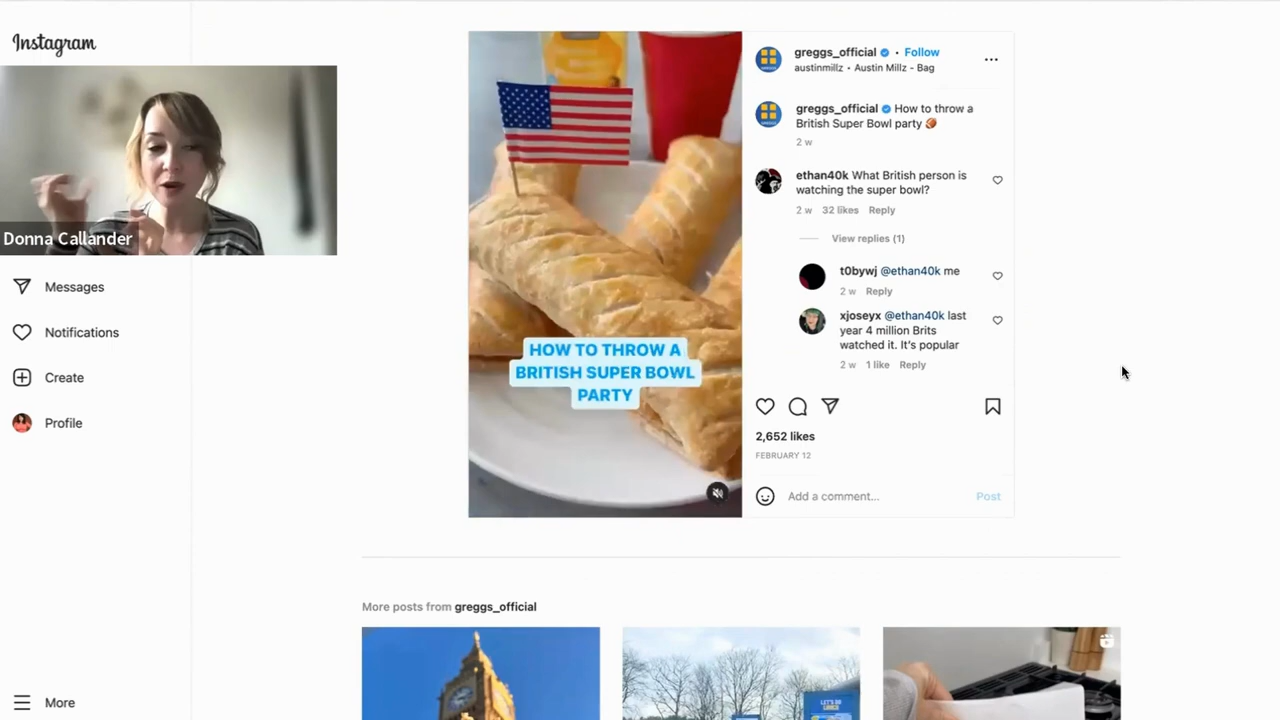 Instagram
Donna Callander
Messages
Notifications
Create
Profile
More
HOW TO THROW A
BRITISH SUPER BOWL
PARTY
greggs_official • Follow
austinmillz • Austin Millz - Bag
greggs_official How to throw a
British Super Bowl party 🏈
2 w
ethan40k What British person is
watching the super bowl?
2 w 32 likes Reply
View replies (1)
t0bywj @ethan40k me
2 w Reply
xjoseyx @ethan40k last
year 4 million Brits
watched it. It's popular
2 w 1 like Reply
2,652 likes
FEBRUARY 12
Add a comment... Post
More posts from greggs_official